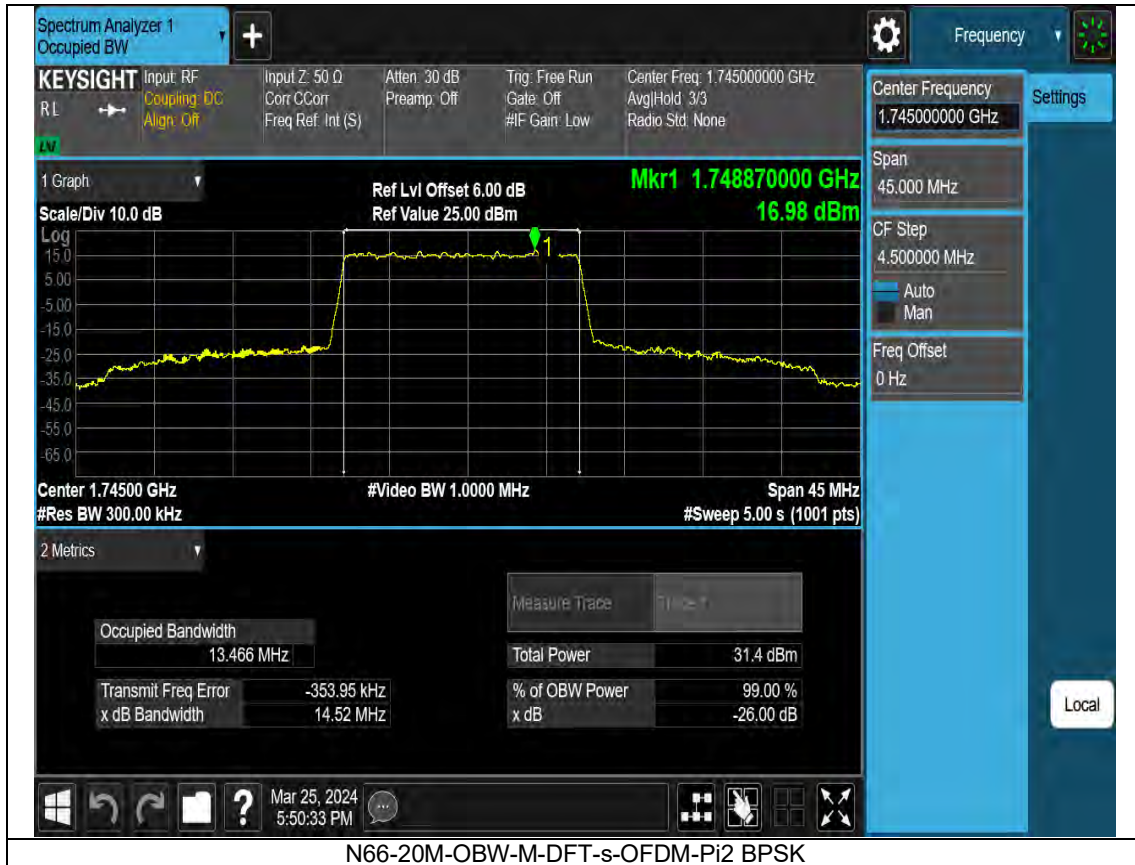 Spectrum Analyzer 1
Occupied BW
+
Frequency
KEYSIGHT
RL
Input: RF
Coupling: DC
Align: Off
Input Z: 50 Ω
Corr CCorr
Freq Ref: Int (S)
Atten: 30 dB
Preamp: Off
Trig: Free Run
Gate: Off
#IF Gain: Low
Center Freq: 1.745000000 GHz
Avg|Hold: 3/3
Radio Std: None
Center Frequency
1.745000000 GHz
Settings
Span
45.000 MHz
CF Step
4.500000 MHz
Auto
Man
Freq Offset
0 Hz
1 Graph
Scale/Div 10.0 dB
Ref Lvl Offset 6.00 dB
Ref Value 25.00 dBm
Mkr1 1.748870000 GHz
16.98 dBm
Log
15.0
5.00
-5.00
-15.0
-25.0
-35.0
-45.0
-55.0
-65.0
1
Center 1.74500 GHz
#Res BW 300.00 kHz
#Video BW 1.0000 MHz
Span 45 MHz
#Sweep 5.00 s (1001 pts)
2 Metrics
Measure Trace
Occupied Bandwidth
13.466 MHz
Total Power 31.4 dBm
Transmit Freq Error -353.95 kHz
% of OBW Power 99.00 %
x dB Bandwidth 14.52 MHz
x dB -26.00 dB
Local
?
Mar 25, 2024
5:50:33 PM
N66-20M-OBW-M-DFT-s-OFDM-Pi2 BPSK